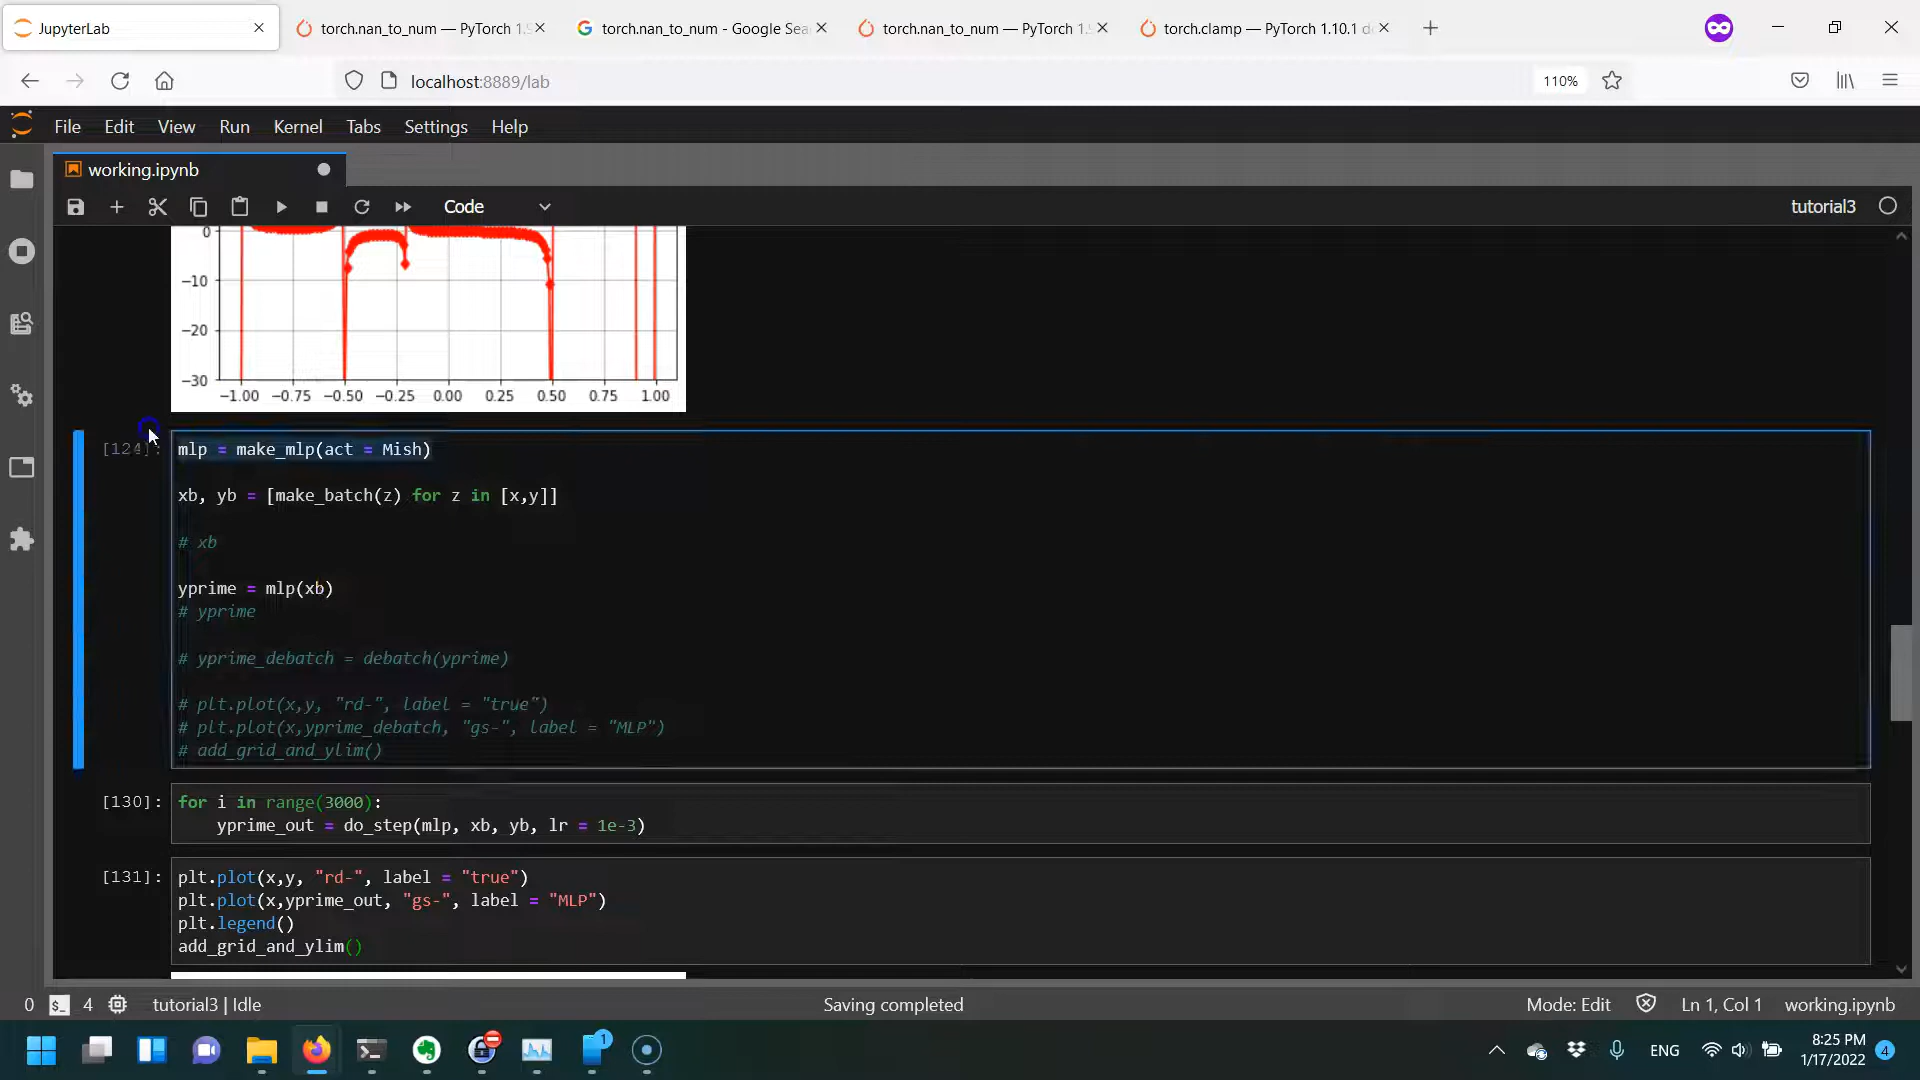 JupyterLab
torch.nan_to_num — PyTorch 1.9
torch.nan_to_num - Google Sea
torch.nan_to_num — PyTorch 1.9
torch.clamp — PyTorch 1.10.1 d
localhost:8889/lab
110%
File Edit View Run Kernel Tabs Settings Help
working.ipynb
Code
tutorial3
0
−10
−20
−30
−1.00 −0.75 −0.50 −0.25 0.00 0.25 0.50 0.75 1.00
[124]:
mlp = make_mlp(act = Mish)
xb, yb = [make_batch(z) for z in [x,y]]
# xb
yprime = mlp(xb)
# yprime
# yprime_debatch = debatch(yprime)
# plt.plot(x,y, "rd-", label = "true")
# plt.plot(x,yprime_debatch, "gs-", label = "MLP")
# add_grid_and_ylim()
[130]:
for i in range(3000):
    yprime_out = do_step(mlp, xb, yb, lr = 1e-3)
[131]:
plt.plot(x,y, "rd-", label = "true")
plt.plot(x,yprime_out, "gs-", label = "MLP")
plt.legend()
add_grid_and_ylim()
0 $_ 4 tutorial3 | Idle
Saving completed
Mode: Edit
Ln 1, Col 1
working.ipynb
1
ENG
8:25 PM
1/17/2022
4